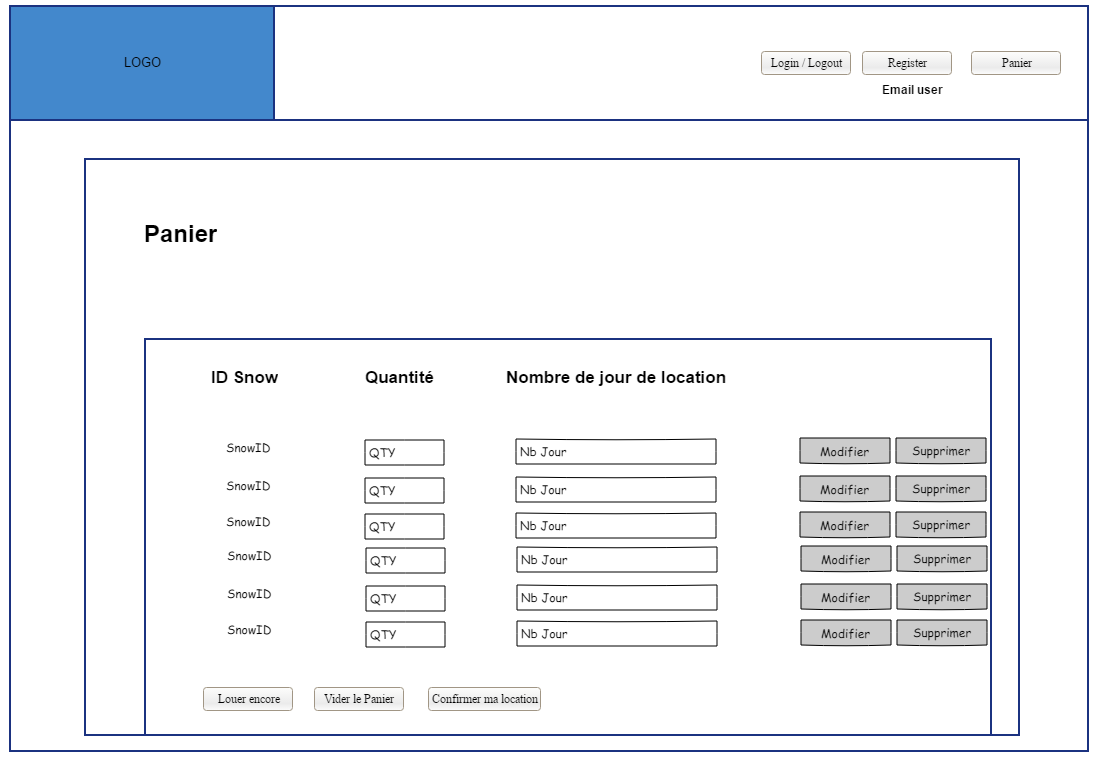 LOGO
Login / Logout Register Panier
Email user
Panier
ID Snow Quantité Nombre de jour de location
SnowID QTY Nb Jour Modifier Supprimer
SnowID QTY Nb Jour Modifier Supprimer
SnowID QTY Nb Jour Modifier Supprimer
SnowID QTY Nb Jour Modifier Supprimer
SnowID QTY Nb Jour Modifier Supprimer
SnowID QTY Nb Jour Modifier Supprimer
Louer encore Vider le Panier Confirmer ma location